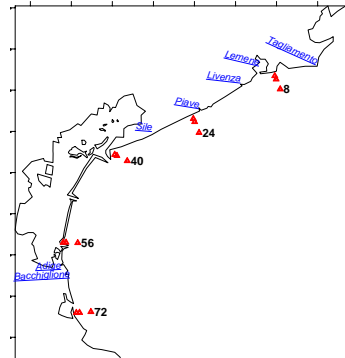 Tagliamento
Lemene
Livenza
8
Piave
24
Sile
40
56
Adige
Bacchiglione
72